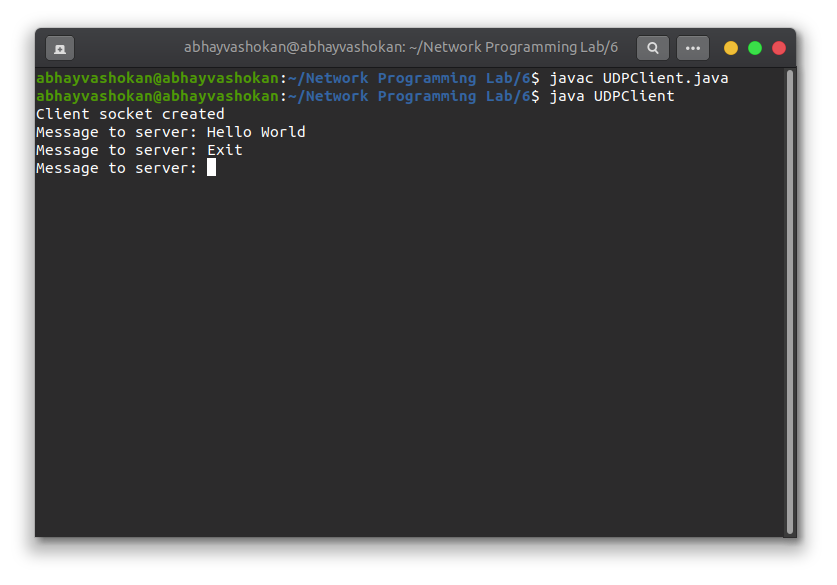 abhayvashokan@abhayvashokan: ~/Network Programming Lab/6
abhayvashokan@abhayvashokan:~/Network Programming Lab/6$ javac UDPClient.java
abhayvashokan@abhayvashokan:~/Network Programming Lab/6$ java UDPClient
Client socket created
Message to server: Hello World
Message to server: Exit
Message to server: